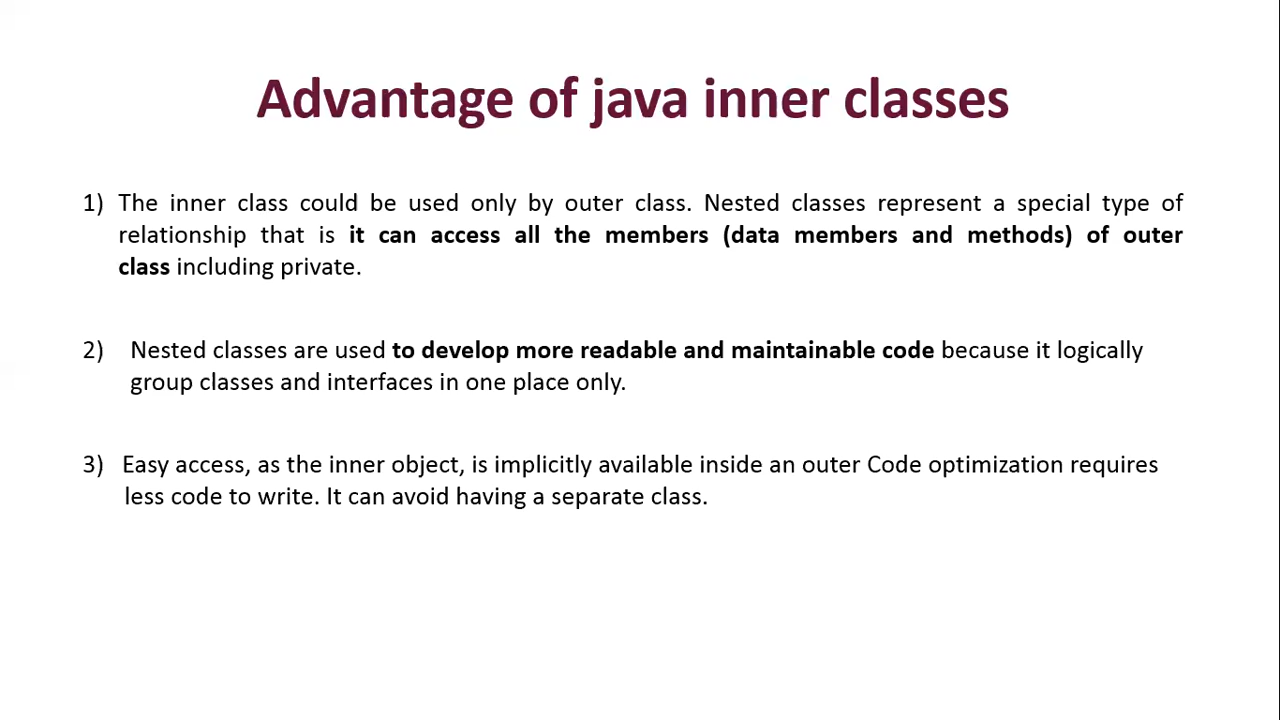 Advantage of java inner classes
1) The inner class could be used only by outer class. Nested classes represent a special type of
relationship that is it can access all the members (data members and methods) of outer
class including private.
2) Nested classes are used to develop more readable and maintainable code because it logically
group classes and interfaces in one place only.
3) Easy access, as the inner object, is implicitly available inside an outer Code optimization requires
less code to write. It can avoid having a separate class.